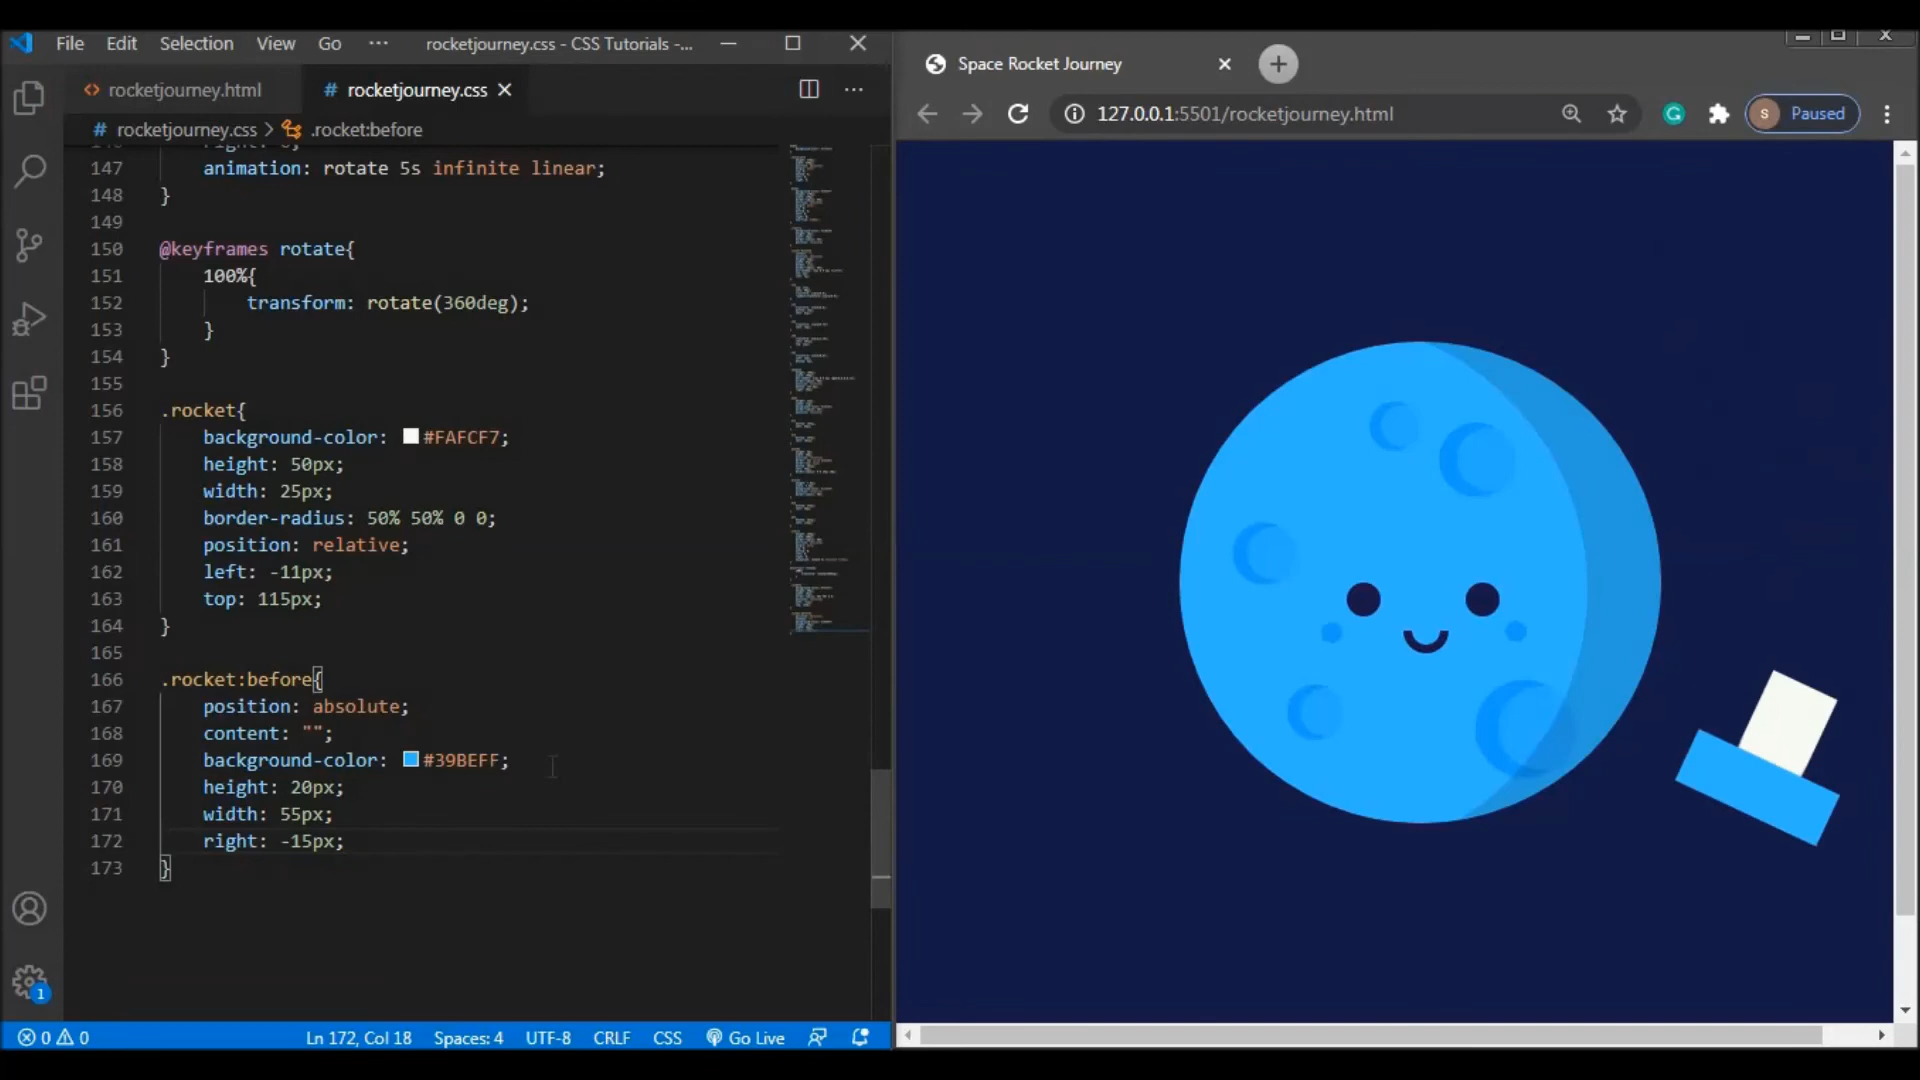 File Edit Selection View Go ··· rocketjourney.css - CSS Tutorials -...
rocketjourney.html rocketjourney.css
rocketjourney.css > .rocket:before
147 animation: rotate 5s infinite linear;
148 }
149
150 @keyframes rotate{
151 100%{
152 transform: rotate(360deg);
153 }
154 }
155
156 .rocket{
157 background-color: #FAFCF7;
158 height: 50px;
159 width: 25px;
160 border-radius: 50% 50% 0 0;
161 position: relative;
162 left: -11px;
163 top: 115px;
164 }
165
166 .rocket:before{
167 position: absolute;
168 content: "";
169 background-color: #39BEFF;
170 height: 20px;
171 width: 55px;
172 right: -15px;
173 }
1
0 0 Ln 172, Col 18 Spaces: 4 UTF-8 CRLF CSS Go Live
Space Rocket Journey
127.0.0.1:5501/rocketjourney.html
S Paused